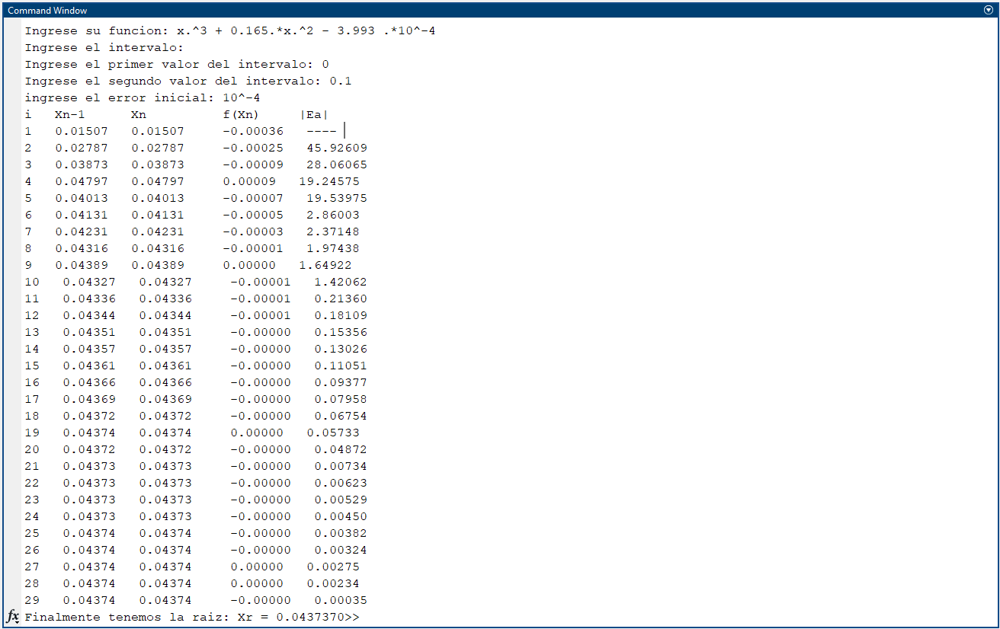 Command Window
Ingrese su funcion: x.^3 + 0.165.*x.^2 - 3.993 .*10^-4
Ingrese el intervalo:
Ingrese el primer valor del intervalo: 0
Ingrese el segundo valor del intervalo: 0.1
ingrese el error inicial: 10^-4
i Xn-1 Xn f(Xn) |Ea|
1 0.01507 0.01507 -0.00036 ----
2 0.02787 0.02787 -0.00025 45.92609
3 0.03873 0.03873 -0.00009 28.06065
4 0.04797 0.04797 0.00009 19.24575
5 0.04013 0.04013 -0.00007 19.53975
6 0.04131 0.04131 -0.00005 2.86003
7 0.04231 0.04231 -0.00003 2.37148
8 0.04316 0.04316 -0.00001 1.97438
9 0.04389 0.04389 0.00000 1.64922
10 0.04327 0.04327 -0.00001 1.42062
11 0.04336 0.04336 -0.00001 0.21360
12 0.04344 0.04344 -0.00001 0.18109
13 0.04351 0.04351 -0.00000 0.15356
14 0.04357 0.04357 -0.00000 0.13026
15 0.04361 0.04361 -0.00000 0.11051
16 0.04366 0.04366 -0.00000 0.09377
17 0.04369 0.04369 -0.00000 0.07958
18 0.04372 0.04372 -0.00000 0.06754
19 0.04374 0.04374 0.00000 0.05733
20 0.04372 0.04372 -0.00000 0.04872
21 0.04373 0.04373 -0.00000 0.00734
22 0.04373 0.04373 -0.00000 0.00623
23 0.04373 0.04373 -0.00000 0.00529
24 0.04373 0.04373 -0.00000 0.00450
25 0.04374 0.04374 -0.00000 0.00382
26 0.04374 0.04374 -0.00000 0.00324
27 0.04374 0.04374 0.00000 0.00275
28 0.04374 0.04374 0.00000 0.00234
29 0.04374 0.04374 -0.00000 0.00035
fx Finalmente tenemos la raiz: Xr = 0.0437370>>